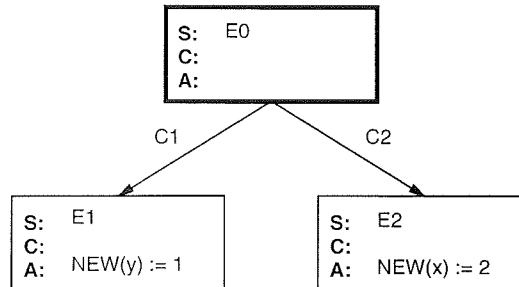 S: E0
C:
A:
C1 C2
S: E1
C:
A: NEW(y) := 1
S: E2
C:
A: NEW(x) := 2